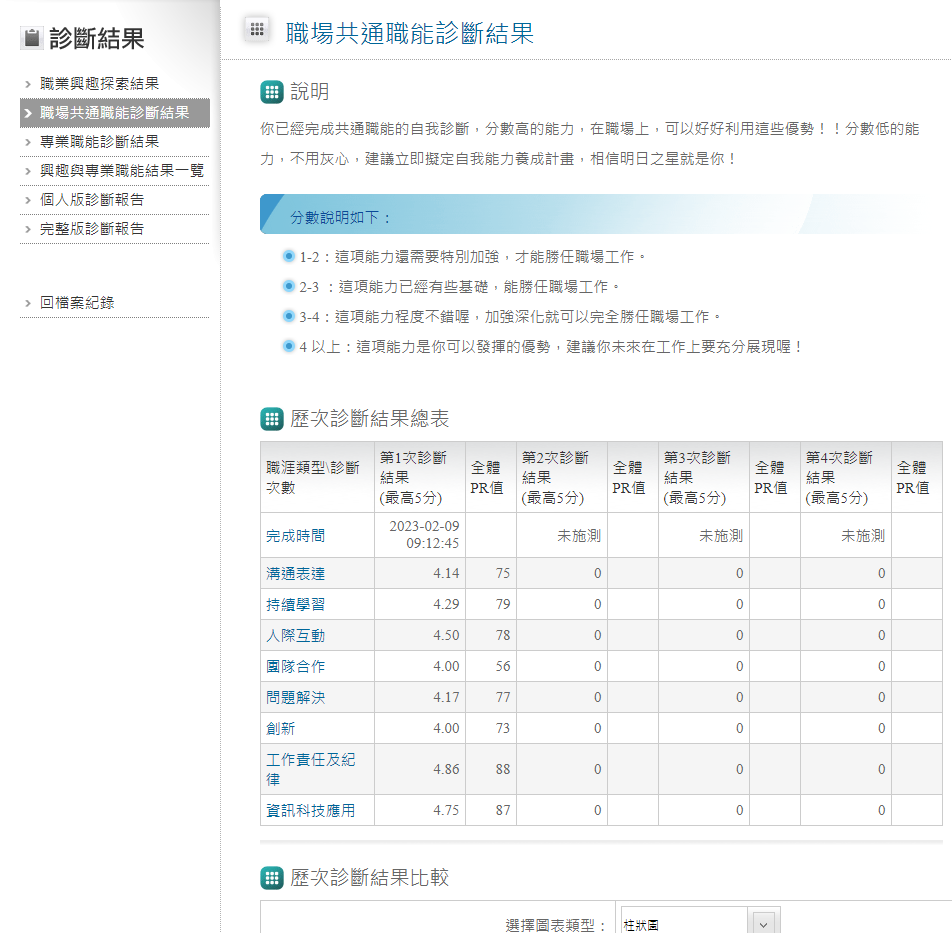 診斷結果
職業興趣探索結果
職場共通職能診斷結果
專業職能診斷結果
興趣與專業職能結果一覽
個人版診斷報告
完整版診斷報告
回檔案紀錄
職場共通職能診斷結果
說明
你已經完成共通職能的自我診斷，分數高的能力，在職場上，可以好好利用這些優勢！！分數低的能
力，不用灰心，建議立即擬定自我能力養成計畫，相信明日之星就是你！
分數說明如下：
1-2：這項能力還需要特別加強，才能勝任職場工作。
2-3 ：這項能力已經有些基礎，能勝任職場工作。
3-4：這項能力程度不錯喔，加強深化就可以完全勝任職場工作。
4 以上：這項能力是你可以發揮的優勢，建議你未來在工作上要充分展現喔！
歷次診斷結果總表
職涯類型\診斷次數 第1次診斷結果(最高5分) 全體PR值 第2次診斷結果(最高5分) 全體PR值 第3次診斷結果(最高5分) 全體PR值 第4次診斷結果(最高5分) 全體PR值
完成時間 2023-02-09 09:12:45 未施測 未施測 未施測
溝通表達 4.14 75 0 0 0
持續學習 4.29 79 0 0 0
人際互動 4.50 78 0 0 0
團隊合作 4.00 56 0 0 0
問題解決 4.17 77 0 0 0
創新 4.00 73 0 0 0
工作責任及紀律 4.86 88 0 0 0
資訊科技應用 4.75 87 0 0 0
歷次診斷結果比較
選擇圖表類型： 柱狀圖